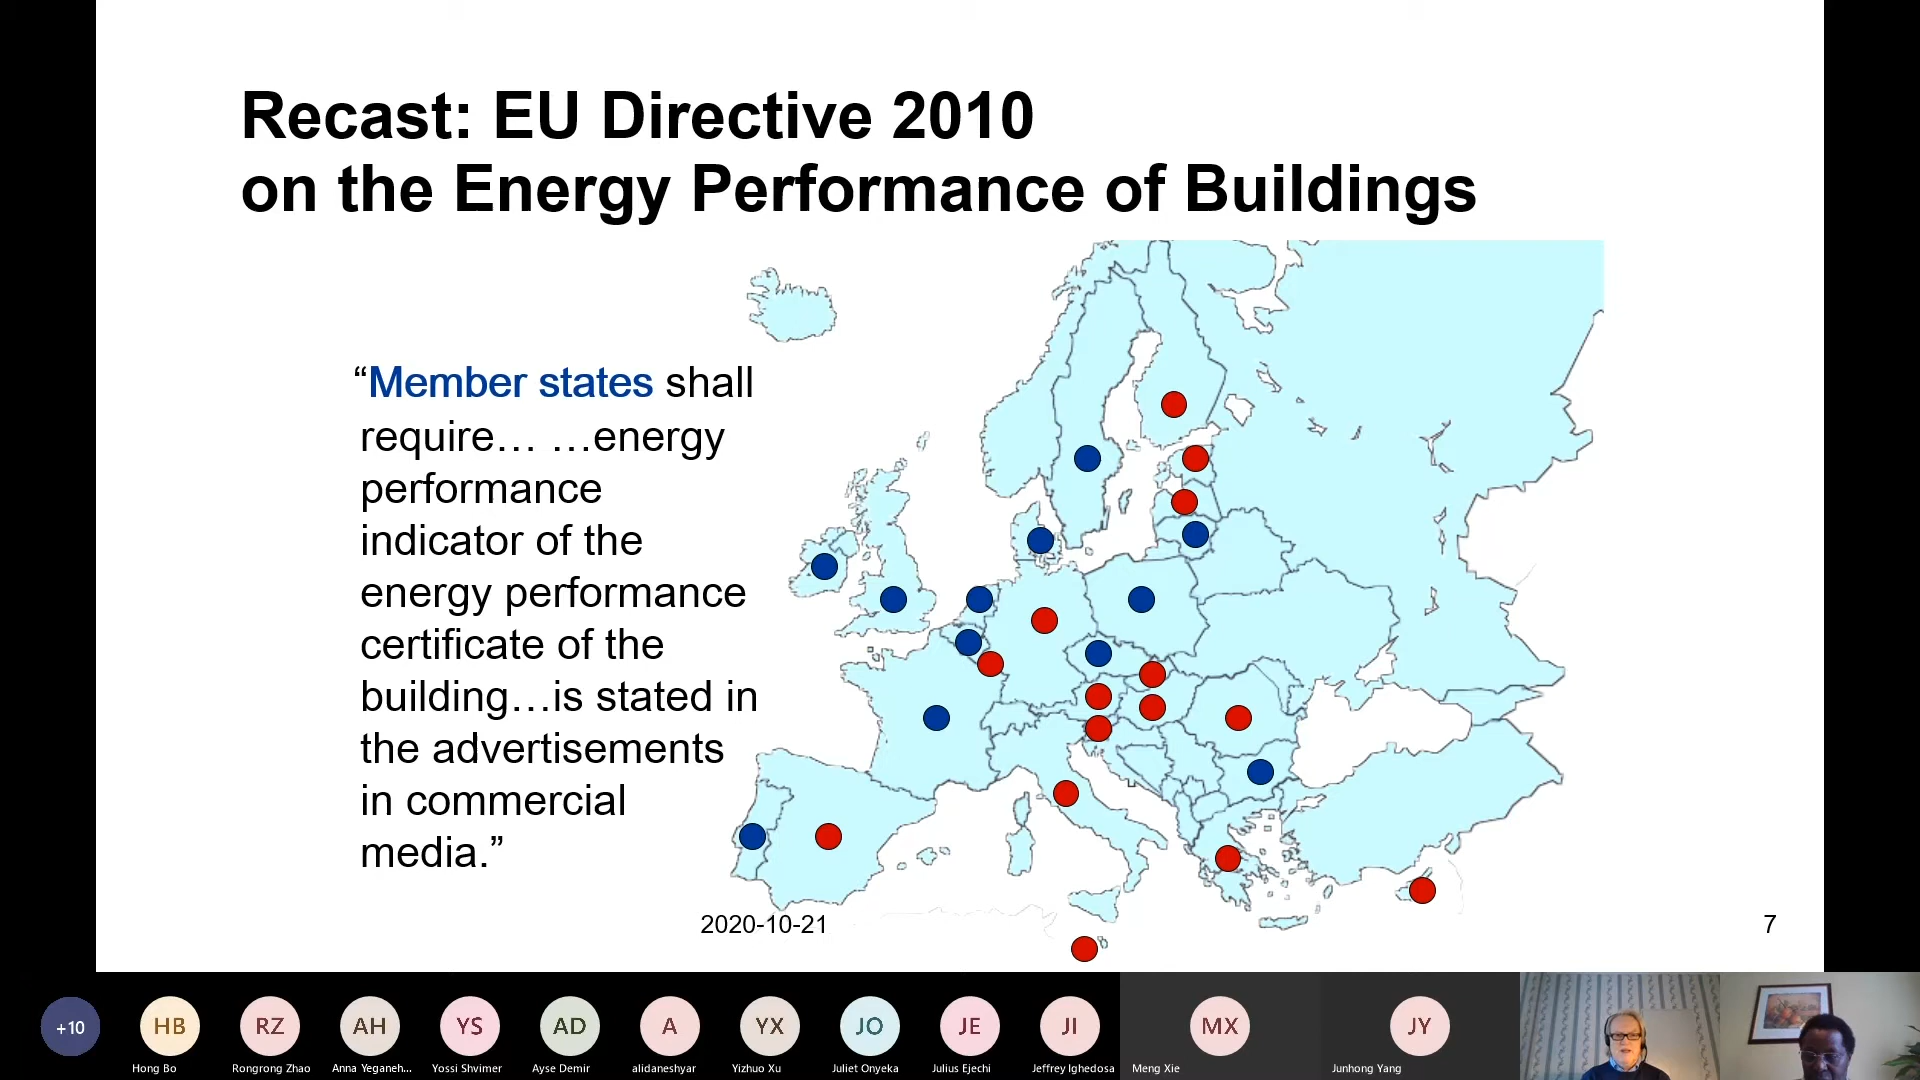 Recast: EU Directive 2010
on the Energy Performance of Buildings
“Member states shall
require… …energy
performance
indicator of the
energy performance
certificate of the
building…is stated in
the advertisements
in commercial
media.”
2020-10-21
7
+10
HB
RZ
AH
YS
AD
A
YX
JO
JE
JI
MX
JY
Hong Bo
Rongrong Zhao
Anna Yeganeh...
Yossi Shvimer
Ayse Demir
alidaneshyar
Yizhuo Xu
Juliet Onyeka
Julius Ejechi
Jeffrey Ighedosa
Meng Xie
Junhong Yang